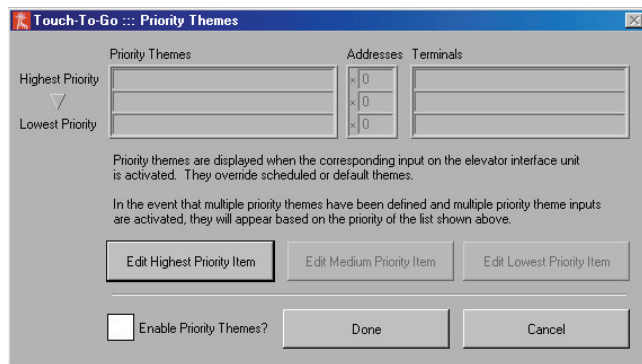 Touch-To-Go ::: Priority Themes
Priority Themes Addresses Terminals
Highest Priority × 0
× 0
Lowest Priority × 0
Priority themes are displayed when the corresponding input on the elevator interface unit
is activated. They override scheduled or default themes.
In the event that multiple priority themes have been defined and multiple priority theme inputs
are activated, they will appear based on the priority of the list shown above.
Edit Highest Priority Item Edit Medium Priority Item Edit Lowest Priority Item
Enable Priority Themes? Done Cancel